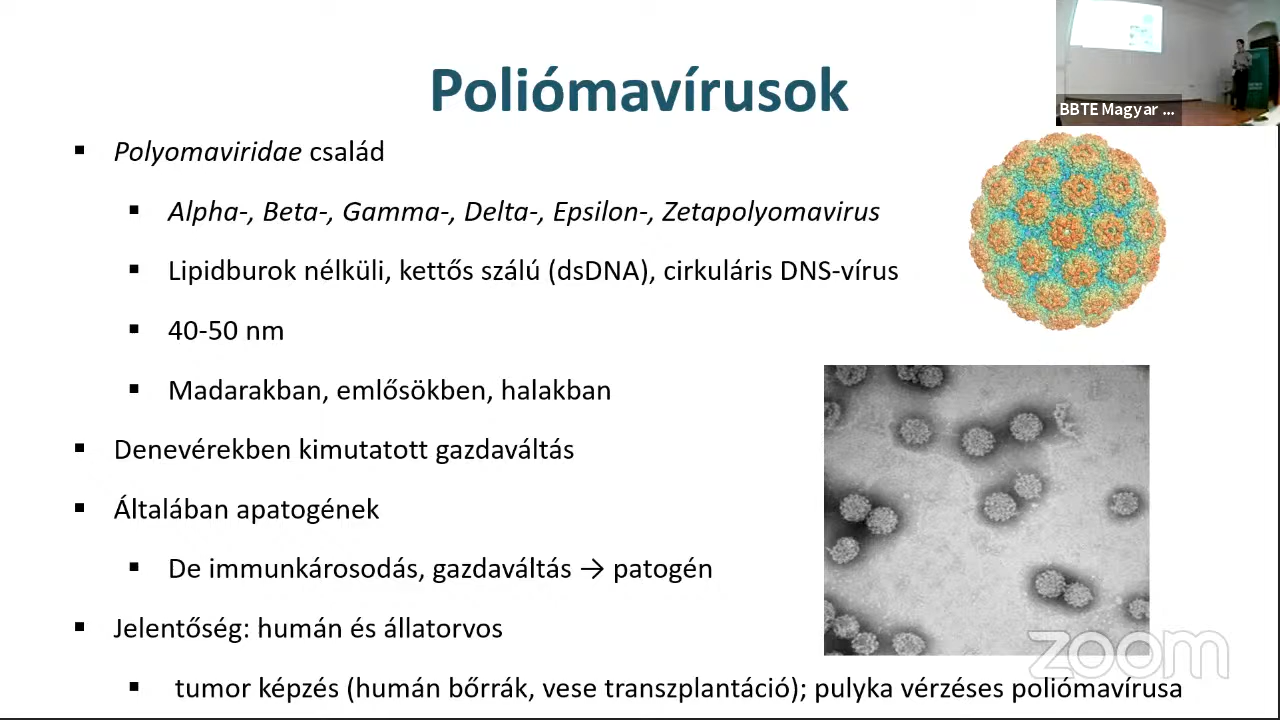 Poliómavírusok
BBTE Magyar ...
▪ Polyomaviridae család
▪ Alpha-, Beta-, Gamma-, Delta-, Epsilon-, Zetapolyomavirus
▪ Lipidburok nélküli, kettős szálú (dsDNA), cirkuláris DNS-vírus
▪ 40-50 nm
▪ Madarakban, emlősökben, halakban
▪ Denevérekben kimutatott gazdaváltás
▪ Általában apatogének
▪ De immunkárosodás, gazdaváltás → patogén
▪ Jelentőség: humán és állatorvos
▪ tumor képzés (humán bőrrák, vese transzplantáció); pulyka vérzéses poliómavírusa
zoom